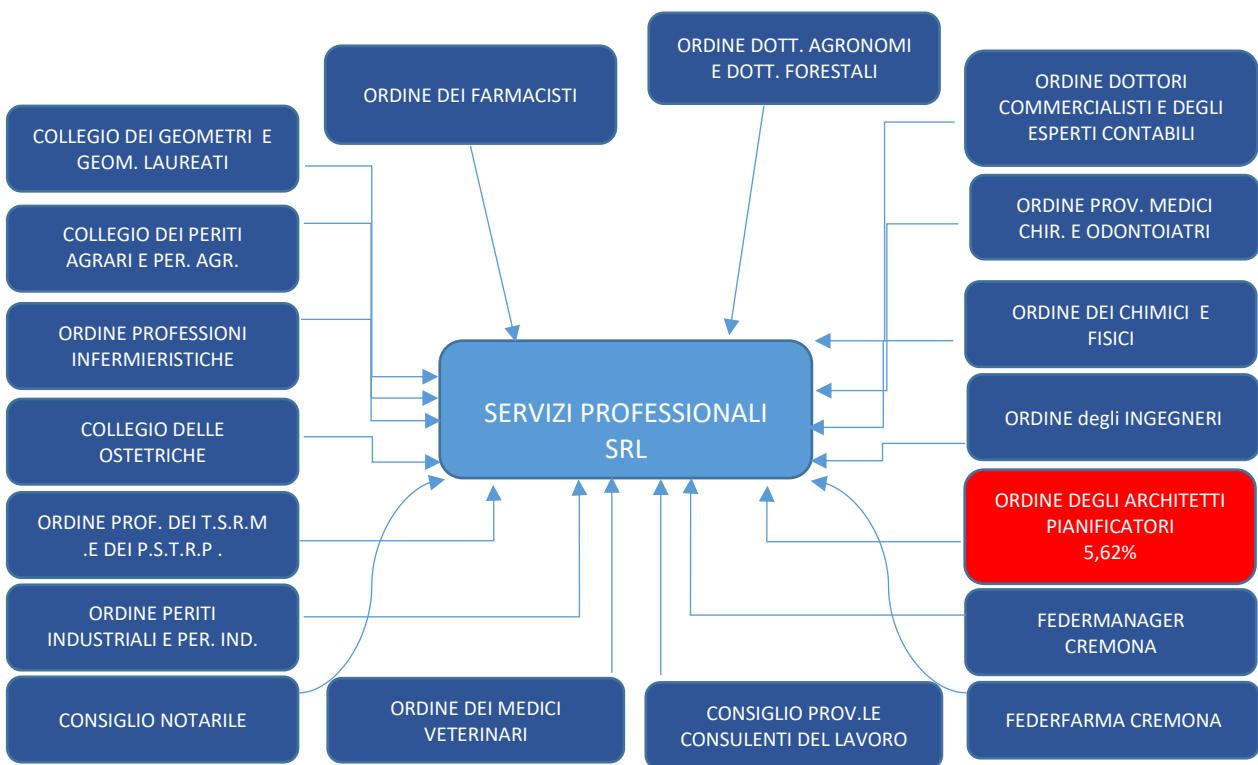 ORDINE DEI FARMACISTI
ORDINE DOTT. AGRONOMI
E DOTT. FORESTALI
COLLEGIO DEI GEOMETRI E
GEOM. LAUREATI
COLLEGIO DEI PERITI
AGRARI E PER. AGR.
ORDINE PROFESSIONI
INFERMIERISTICHE
COLLEGIO DELLE
OSTETRICHE
ORDINE PROF. DEI T.S.R.M
.E DEI P.S.T.R.P .
ORDINE PERITI
INDUSTRIALI E PER. IND.
CONSIGLIO NOTARILE
SERVIZI PROFESSIONALI
SRL
ORDINE DEI MEDICI
VETERINARI
CONSIGLIO PROV.LE
CONSULENTI DEL LAVORO
ORDINE DOTTORI
COMMERCIALISTI E DEGLI
ESPERTI CONTABILI
ORDINE PROV. MEDICI
CHIR. E ODONTOIATRI
ORDINE DEI CHIMICI E
FISICI
ORDINE degli INGEGNERI
ORDINE DEGLI ARCHITETTI
PIANIFICATORI
5,62%
FEDERMANAGER
CREMONA
FEDERFARMA CREMONA